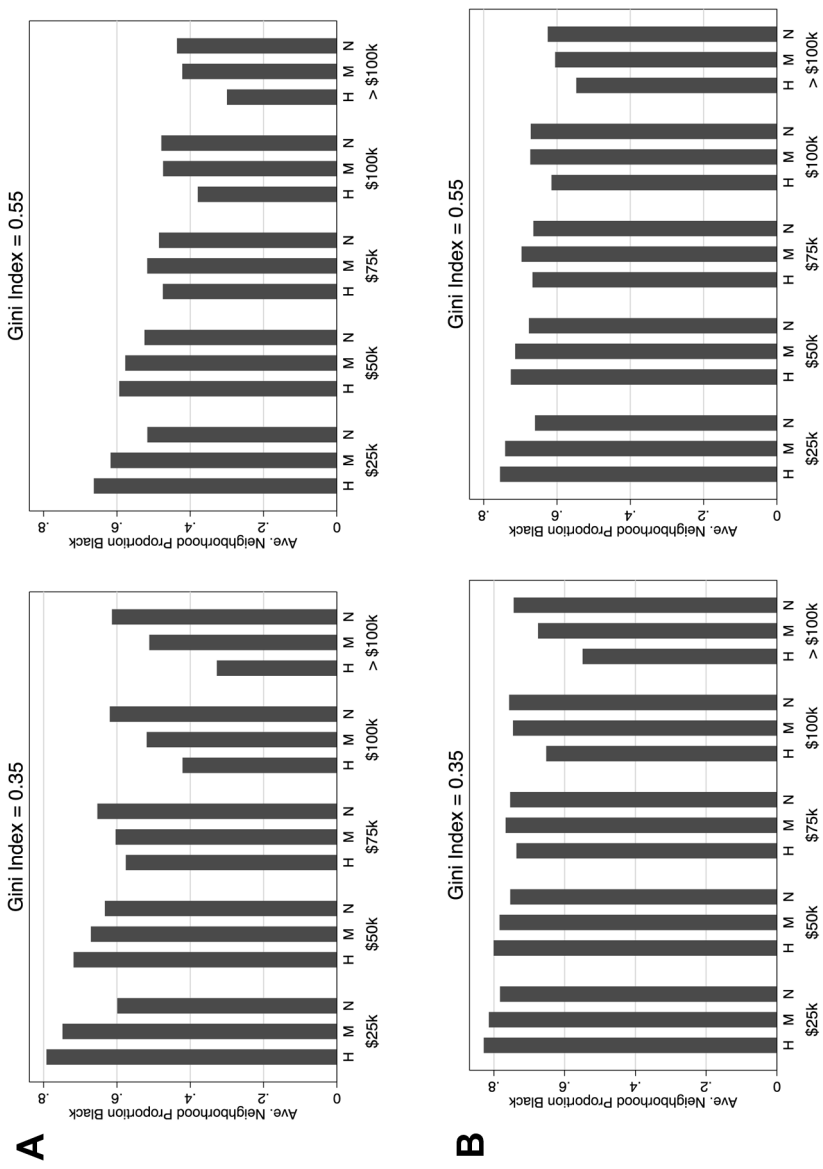 A
Gini Index = 0.35
Ave. Neighborhood Proportion Black
0 .2 .4 .6 .8
H M N H M N H M N H M N H M N
$25k $50k $75k $100k > $100k
Gini Index = 0.55
Ave. Neighborhood Proportion Black
0 .2 .4 .6 .8
H M N H M N H M N H M N H M N
$25k $50k $75k $100k > $100k
B
Gini Index = 0.35
Ave. Neighborhood Proportion Black
0 .2 .4 .6 .8
H M N H M N H M N H M N H M N
$25k $50k $75k $100k > $100k
Gini Index = 0.55
Ave. Neighborhood Proportion Black
0 .2 .4 .6 .8
H M N H M N H M N H M N H M N
$25k $50k $75k $100k > $100k